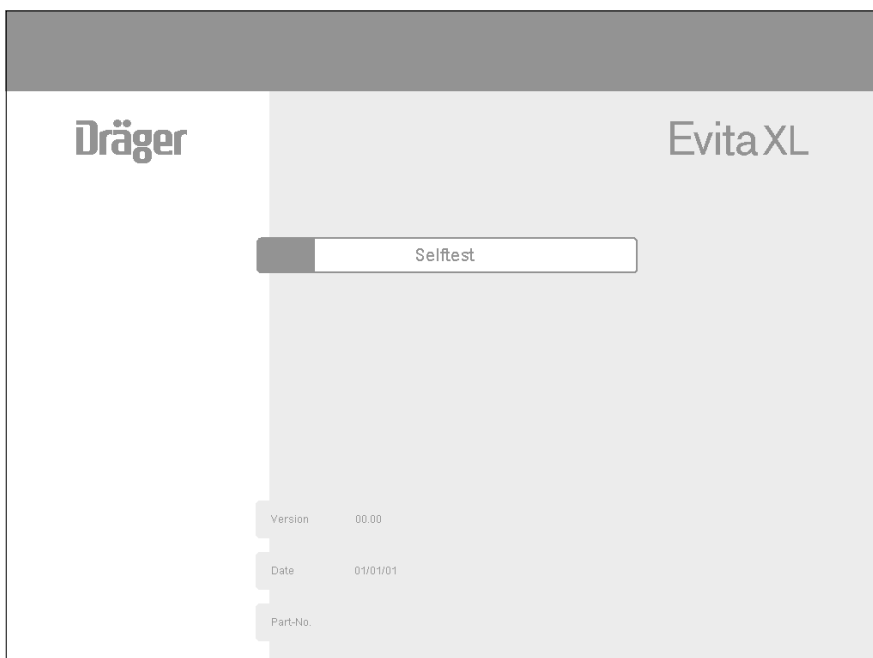 Dräger
Evita XL
Selftest
Version 00.00
Date 01/01/01
Part-No.